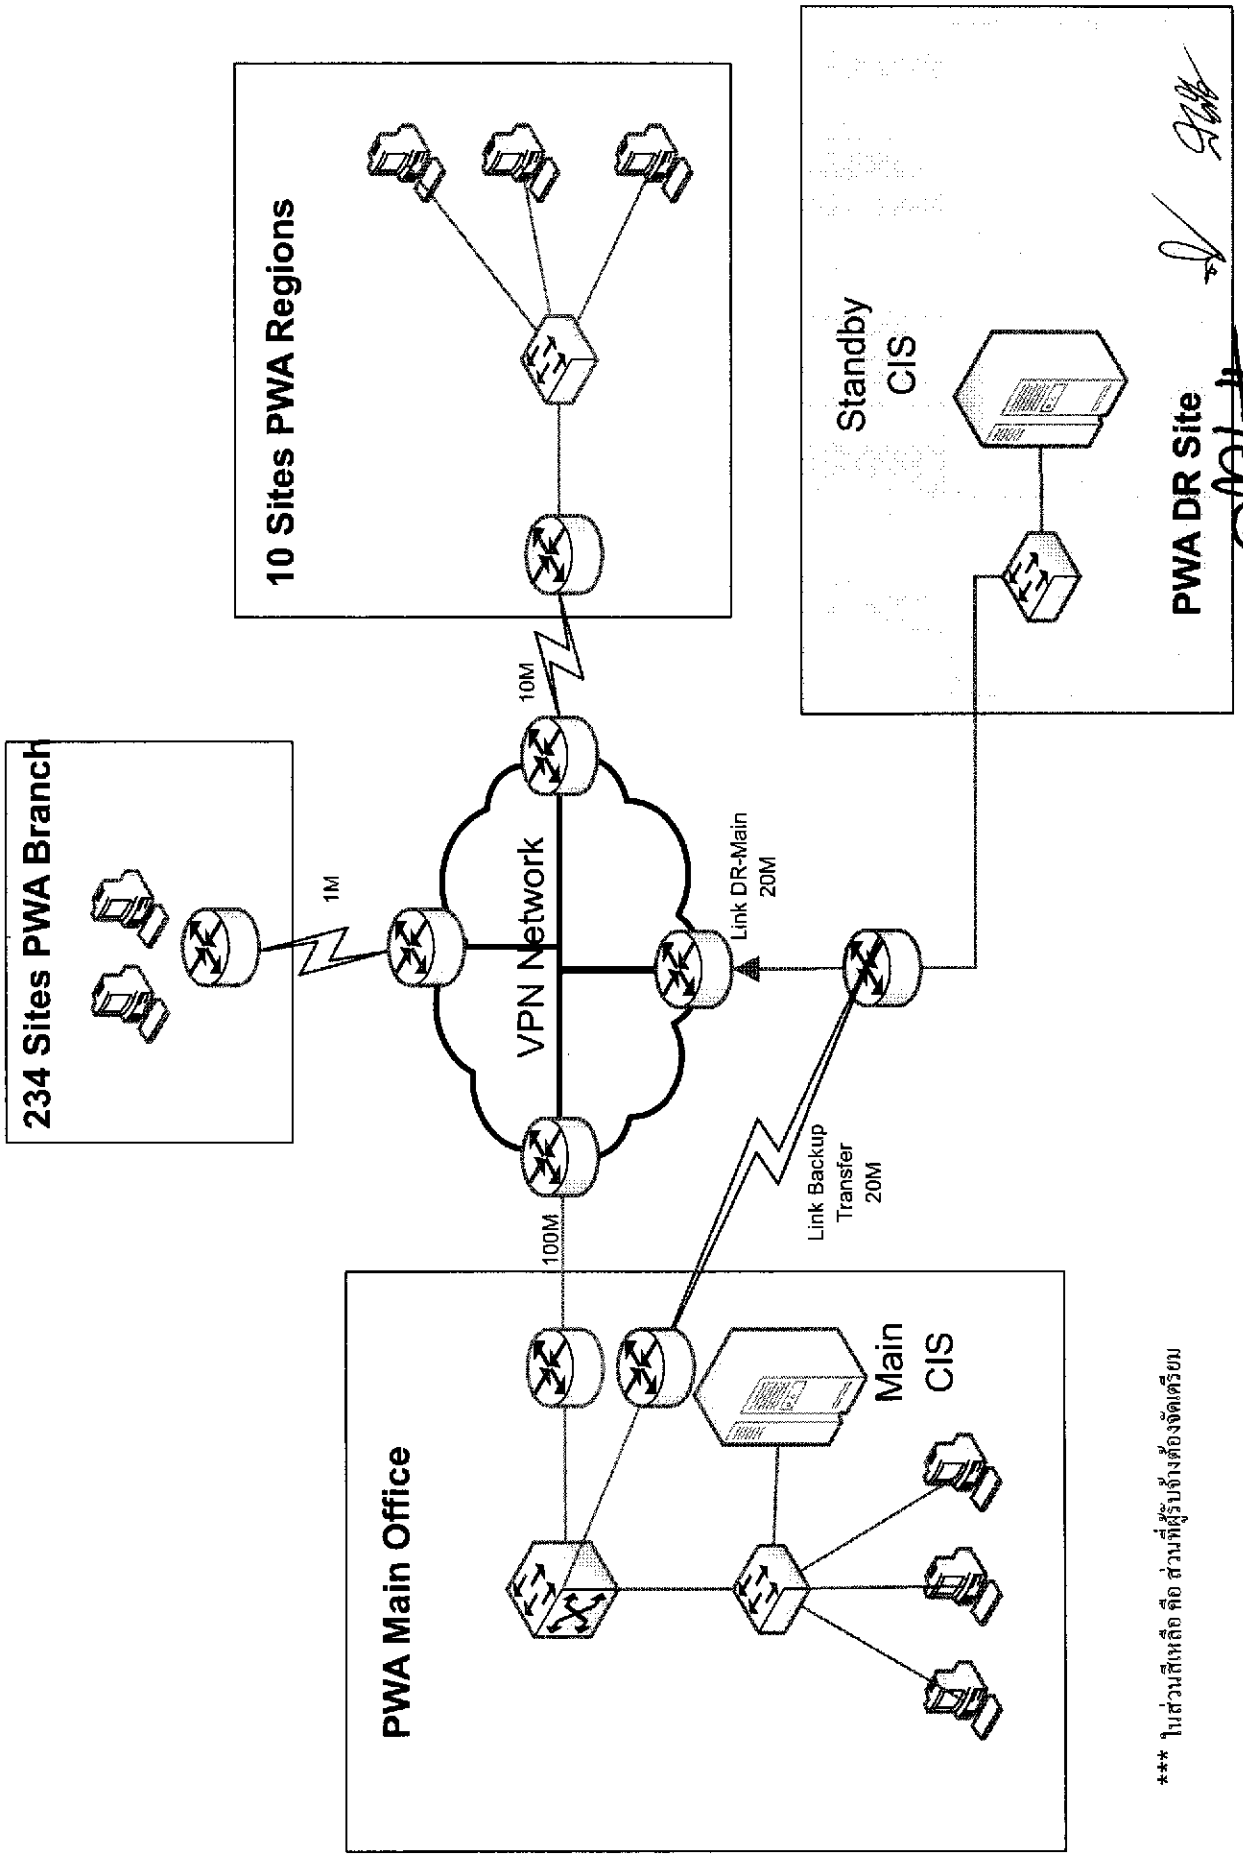 234 Sites PWA Branch
1M
10 Sites PWA Regions
10M
VPN Network
100M
PWA Main Office
Main
CIS
Link DR-Main
20M
Link Backup
Transfer
20M
Standby
CIS
PWA DR Site
*** ในส่วนสีเหลือ คือ ส่วนที่ผู้รับจ้างต้องจัดเตรียม